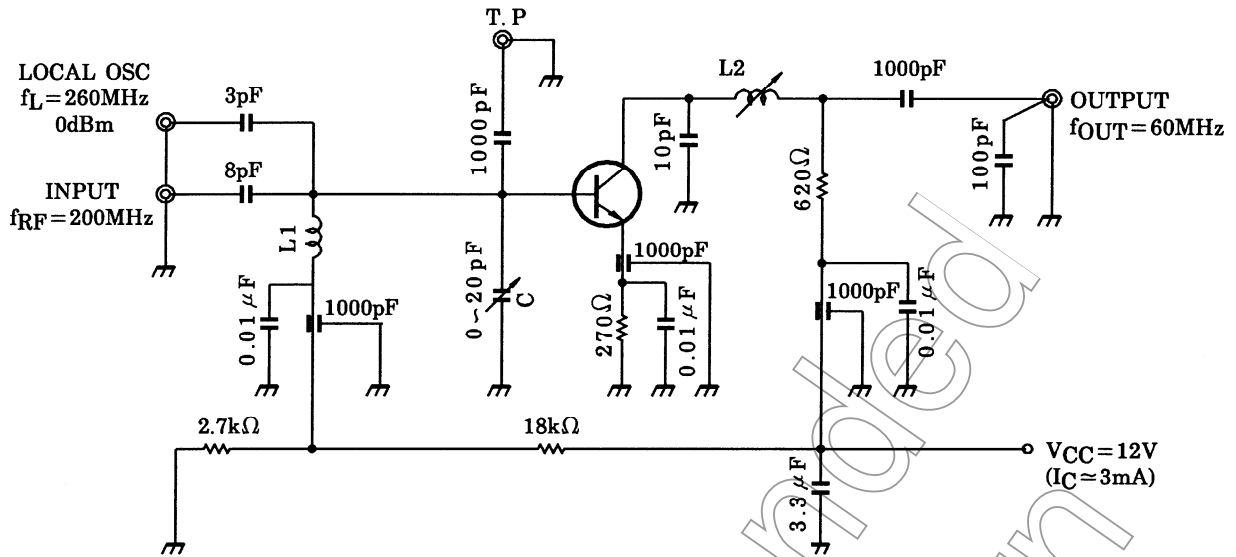 T. P
LOCAL OSC
fL=260MHz
0dBm
3pF
INPUT
fRF=200MHz
8pF
1000pF
L1
0.01μF
1000pF
0~20pF
C
10pF
L2
1000pF
OUTPUT
fOUT=60MHz
100pF
620Ω
1000pF
270Ω
0.01μF
1000pF
0.01μF
2.7kΩ
18kΩ
VCC=12V
(IC≃3mA)
3.3μF